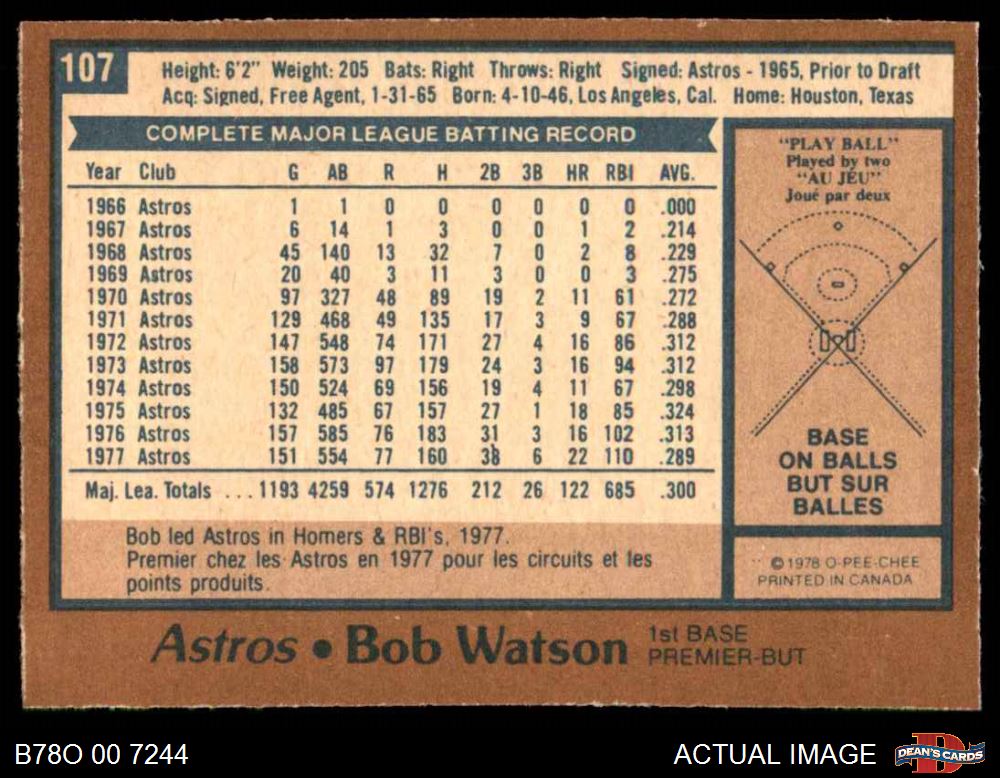 107
Height: 6'2" Weight: 205 Bats: Right Throws: Right Signed: Astros - 1965, Prior to Draft
Acq: Signed, Free Agent, 1-31-65 Born: 4-10-46, Los Angeles, Cal. Home: Houston, Texas
COMPLETE MAJOR LEAGUE BATTING RECORD
Year Club G AB R H 2B 3B HR RBI AVG.
1966 Astros 1 1 0 0 0 0 0 0 .000
1967 Astros 6 14 1 3 0 0 1 2 .214
1968 Astros 45 140 13 32 7 0 2 8 .229
1969 Astros 20 40 3 11 3 0 0 3 .275
1970 Astros 97 327 48 89 19 2 11 61 .272
1971 Astros 129 468 49 135 17 3 9 67 .288
1972 Astros 147 548 74 171 27 4 16 86 .312
1973 Astros 158 573 97 179 24 3 16 94 .312
1974 Astros 150 524 69 156 19 4 11 67 .298
1975 Astros 132 485 67 157 27 1 18 85 .324
1976 Astros 157 585 76 183 31 3 16 102 .313
1977 Astros 151 554 77 160 38 6 22 110 .289
Maj. Lea. Totals ... 1193 4259 574 1276 212 26 122 685 .300
Bob led Astros in Homers & RBI's, 1977.
Premier chez les Astros en 1977 pour les circuits et les
points produits.
"PLAY BALL"
Played by two
"AU JEU"
Joué par deux
BASE
ON BALLS
BUT SUR
BALLES
© 1978 O-PEE-CHEE
PRINTED IN CANADA
Astros • Bob Watson 1st BASE
PREMIER-BUT
B78O 00 7244
ACTUAL IMAGE
DEAN'S CARDS